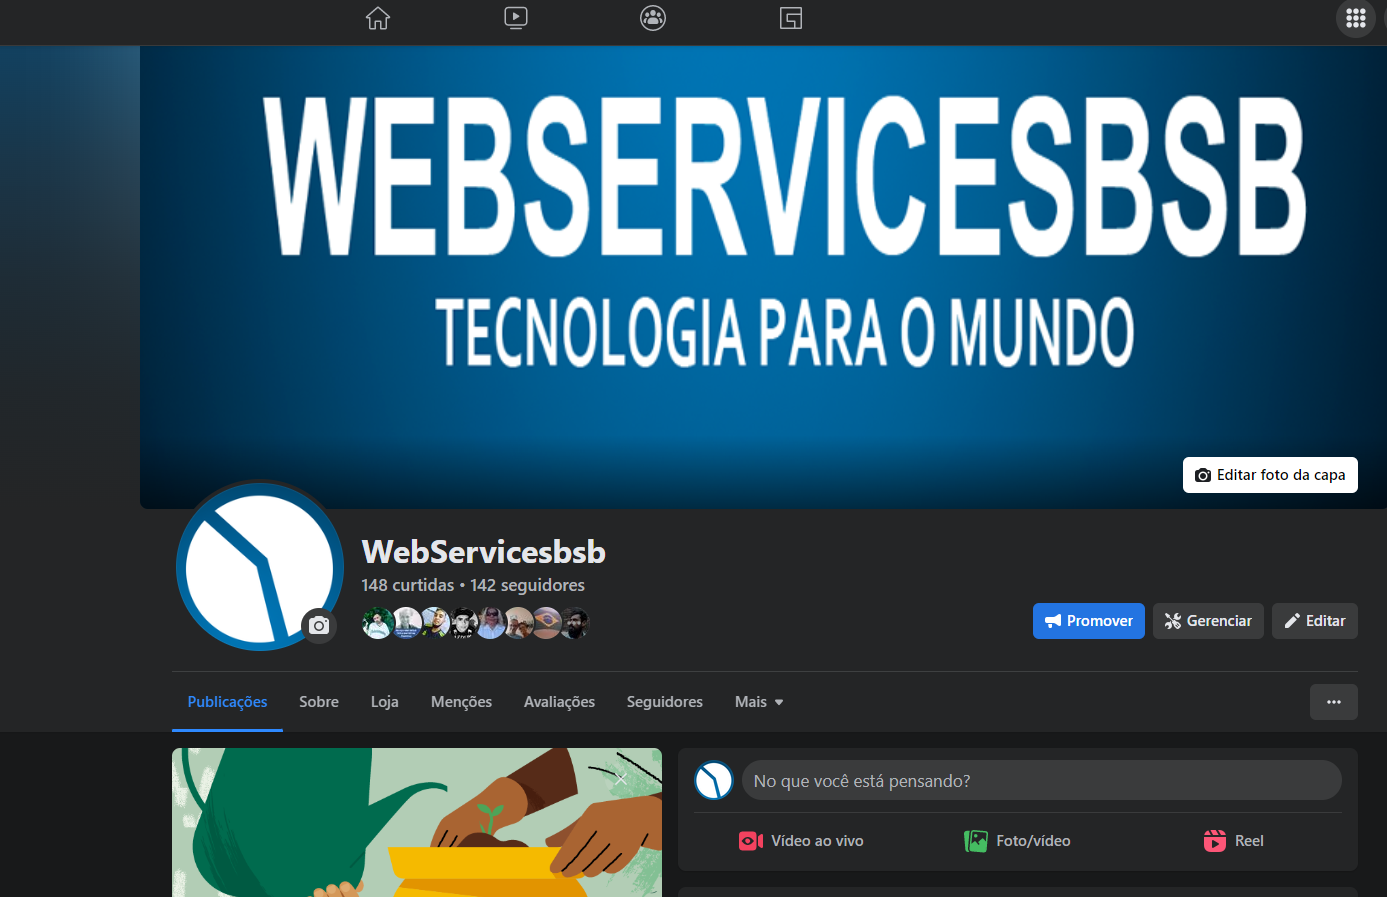 WEBSERVICESBSB
TECNOLOGIA PARA O MUNDO
Editar foto da capa
WebServicesbsb
148 curtidas • 142 seguidores
Promover
Gerenciar
Editar
Publicações
Sobre
Loja
Menções
Avaliações
Seguidores
Mais
No que você está pensando?
Vídeo ao vivo
Foto/vídeo
Reel